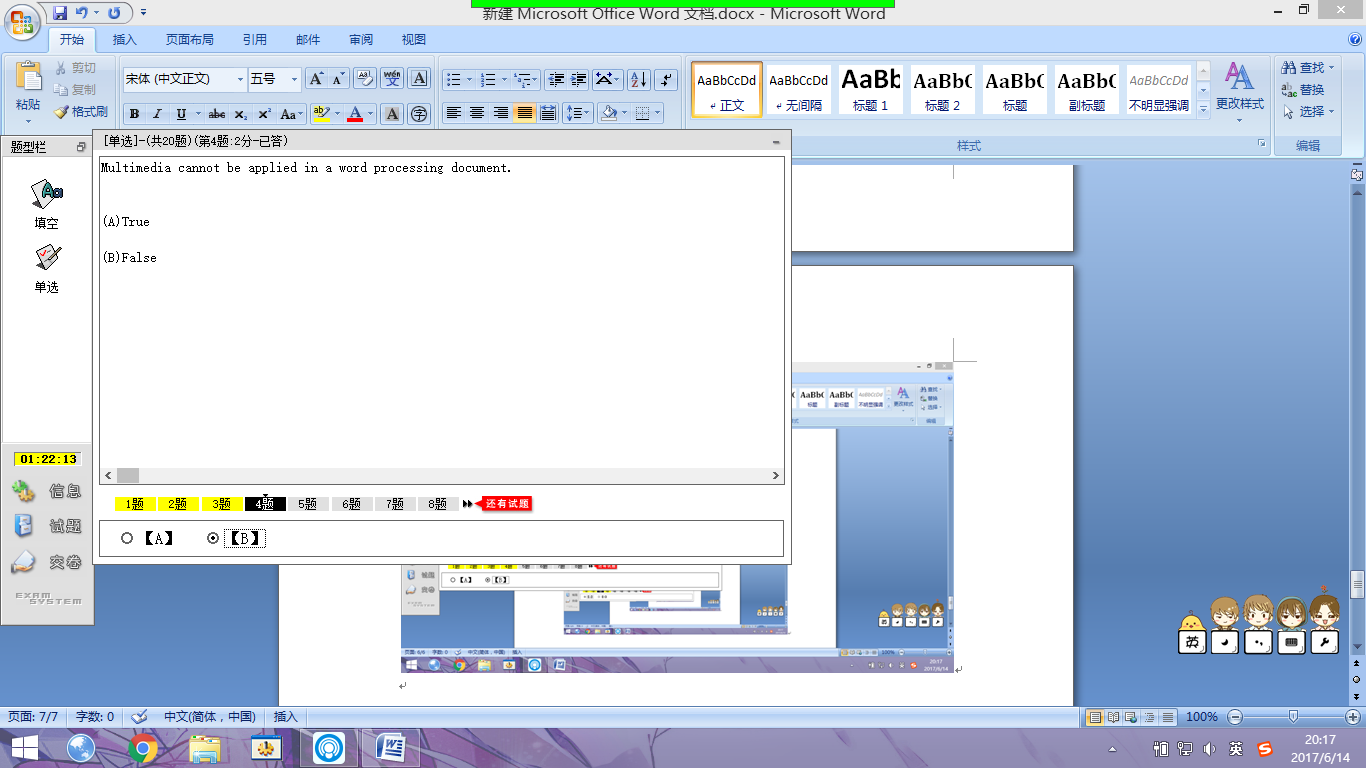 新建 Microsoft Office Word 文档.docx - Microsoft Word
开始 插入 页面布局 引用 邮件 审阅 视图
粘贴
剪切
复制
格式刷
宋体 (中文正文) 五号
AaBbCcDd AaBbCcDd AaBb AaBbC AaBbC AaBbC AaBbCcDd
正文 无间隔 标题 1 标题 2 标题 副标题 不明显强调
更改样式
样式
查找
替换
选择
编辑
题型栏
填空
单选
01:22:13
信息
试题
交卷
EXAM SYSTEM
[单选]-(共20题)(第4题:2分-已答)
Multimedia cannot be applied in a word processing document.
(A)True
(B)False
1题 2题 3题 4题 5题 6题 7题 8题 还有试题
【A】 【B】
英
页面: 7/7 字数: 0 中文(简体，中国) 插入 100%
英
20:17
2017/6/14